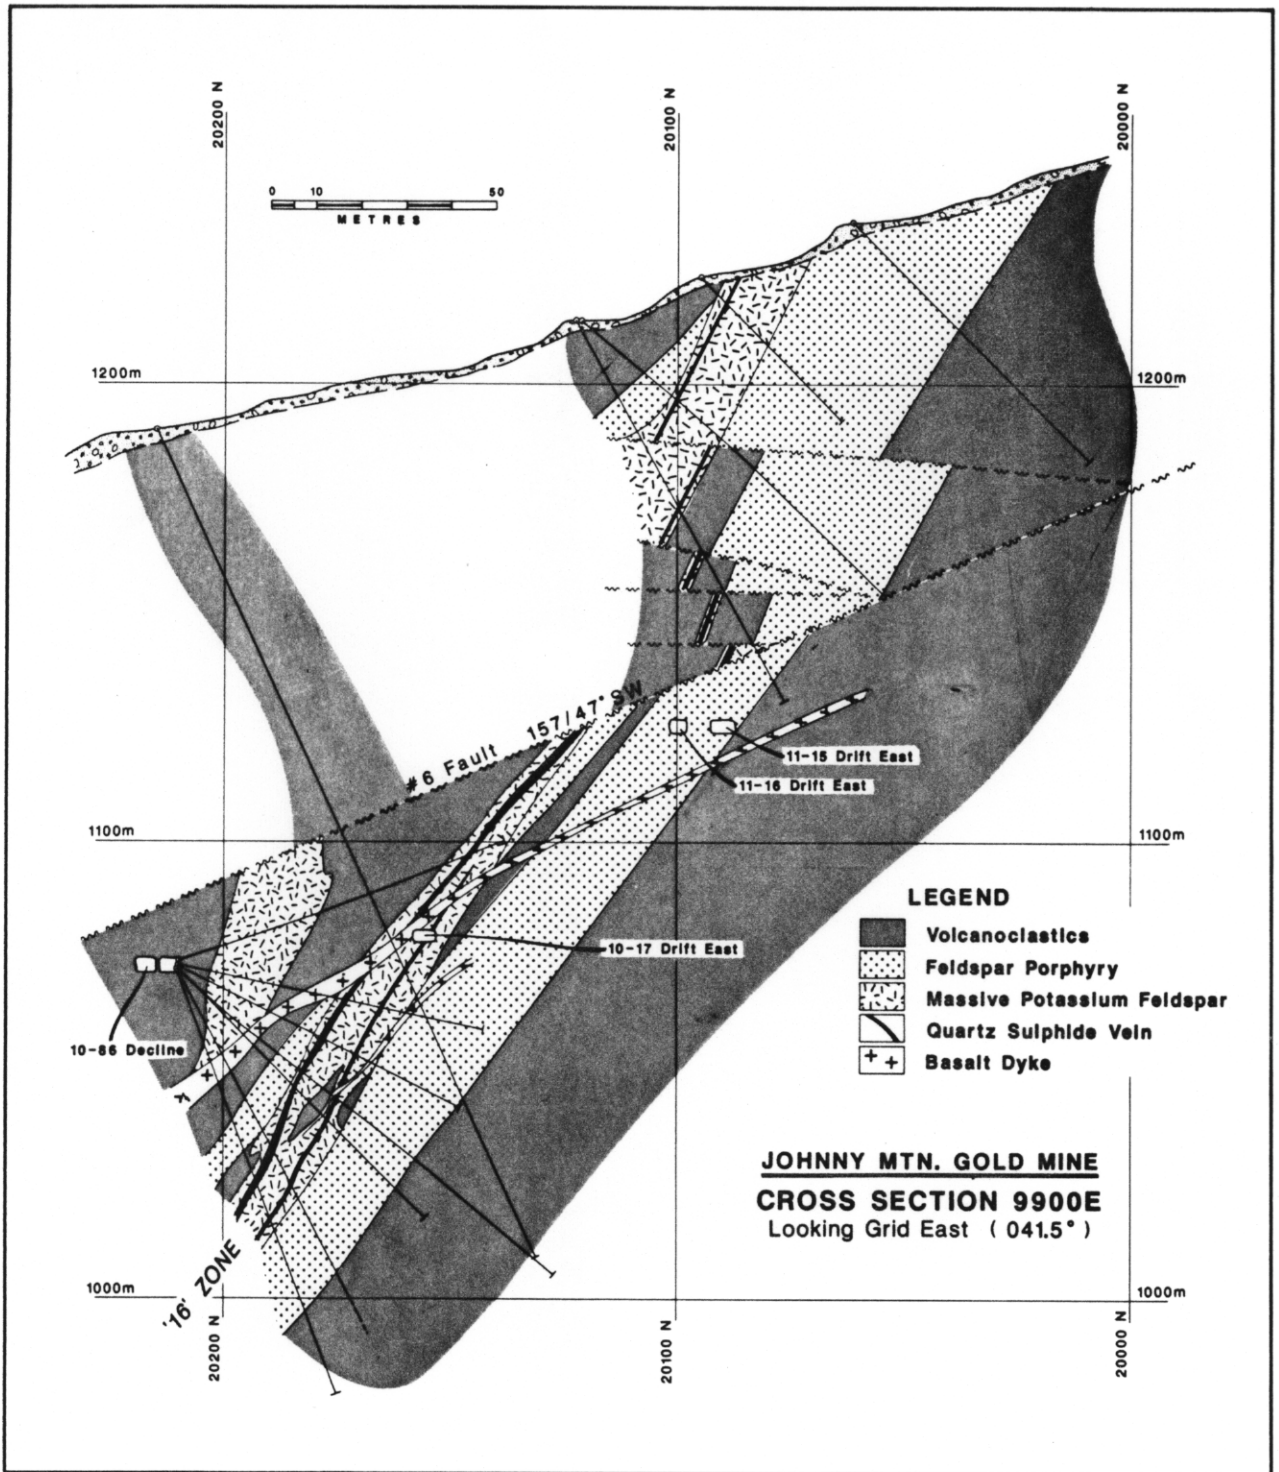 20200 N
20100 N
20000 N
0 10 50
METRES
1200m
1200m
#6 Fault 157/47° SW
11-15 Drift East
11-16 Drift East
1100m
1100m
10-17 Drift East
10-86 Decline
LEGEND
Volcanoclastics
Feldspar Porphyry
Massive Potassium Feldspar
Quartz Sulphide Vein
Basalt Dyke
JOHNNY MTN. GOLD MINE
CROSS SECTION 9900E
Looking Grid East (041.5°)
'16' ZONE
1000m
1000m
20200 N
20100 N
20000 N